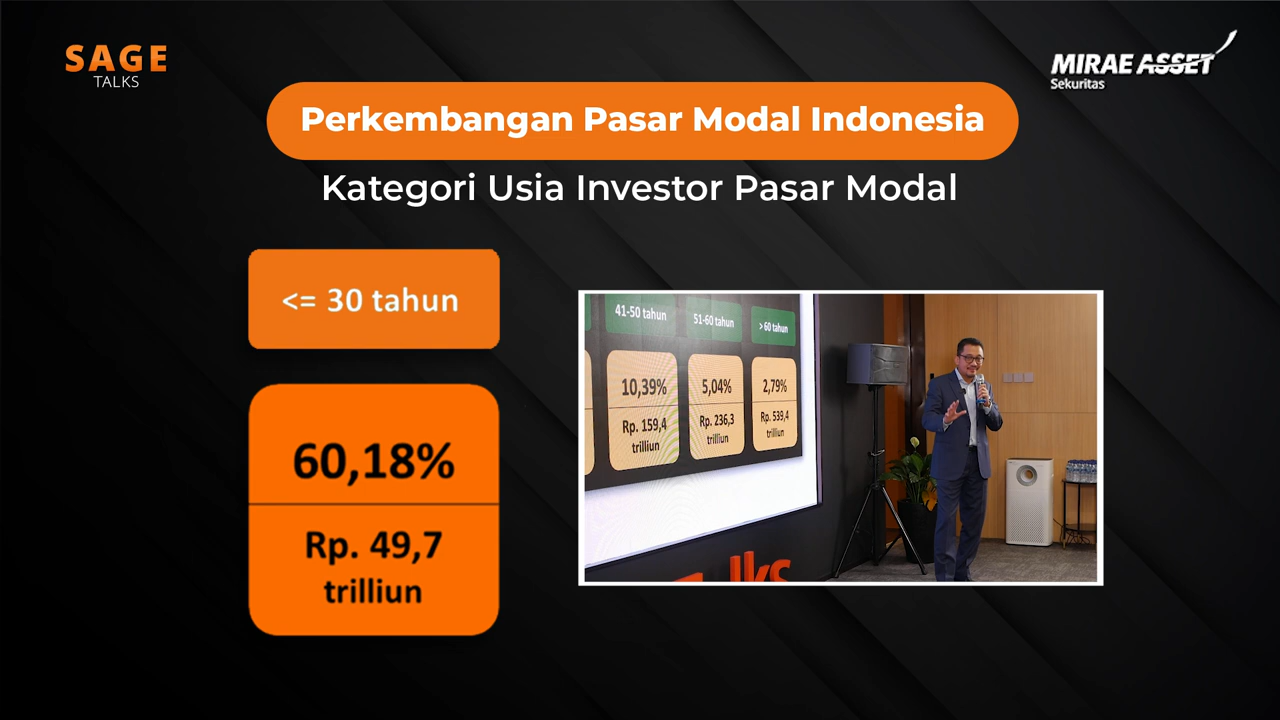 SAGE
TALKS
MIRAE ASSET
Sekuritas
Perkembangan Pasar Modal Indonesia
Kategori Usia Investor Pasar Modal
<= 30 tahun
60,18%
Rp. 49,7
trilliun
41-50 tahun
51-60 tahun
> 60 tahun
10,39%
5,04%
2,79%
Rp. 159,4
trilliun
Rp. 236,3
trilliun
Rp. 539,4
trilliun
lks